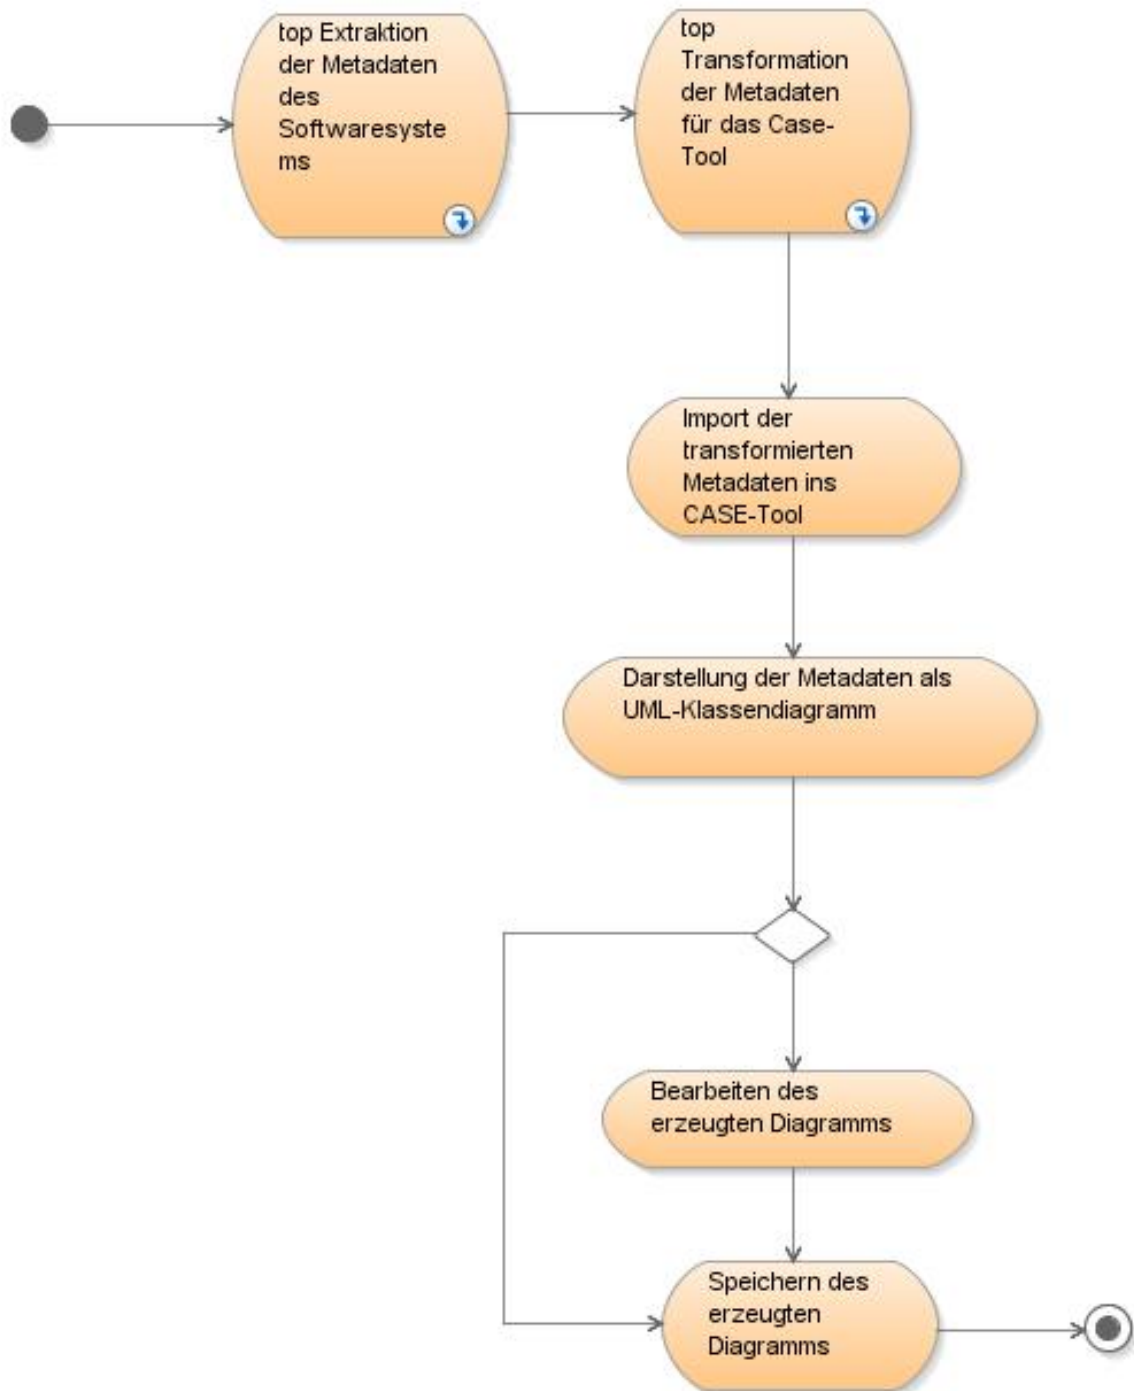 top Extraktion
der Metadaten
des
Softwaresyste
ms
top
Transformation
der Metadaten
für das Case-
Tool
Import der
transformierten
Metadaten ins
CASE-Tool
Darstellung der Metadaten als
UML-Klassendiagramm
Bearbeiten des
erzeugten Diagramms
Speichern des
erzeugten
Diagramms